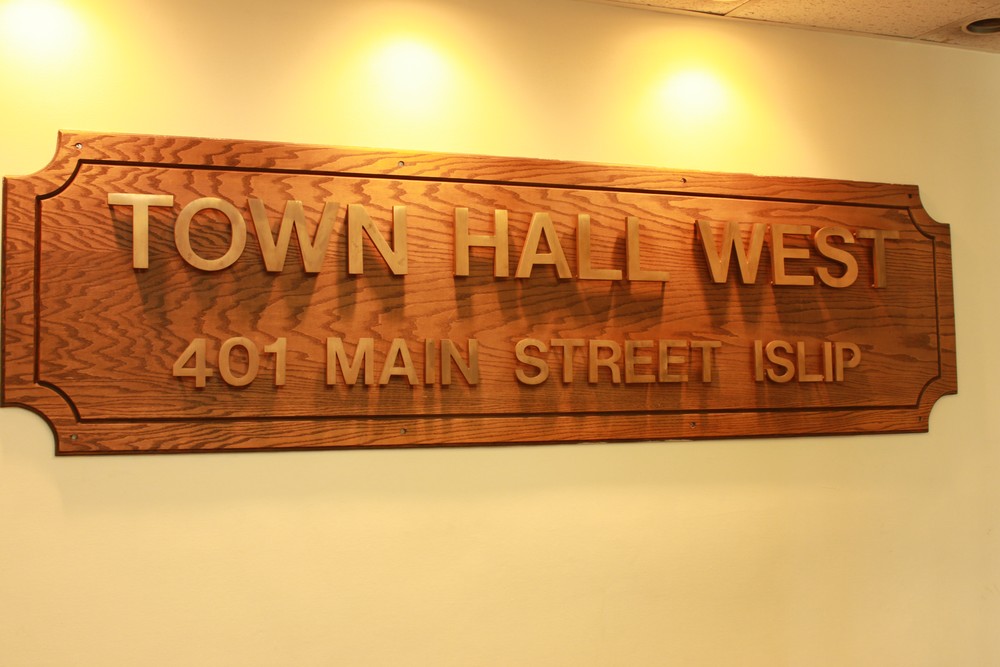 TOWN HALL WEST
401 MAIN STREET ISLIP